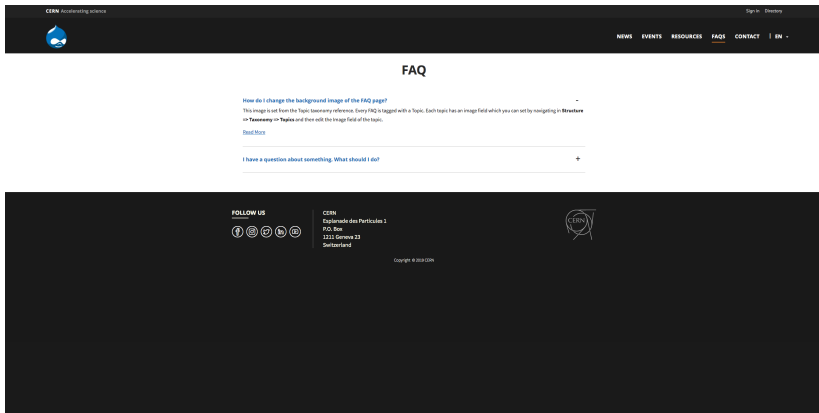 CERN Accelerating science
Sign in Directory
NEWS EVENTS RESOURCES FAQS CONTACT | EN
FAQ
How do I change the background image of the FAQ page? -
This image is set from the Topic taxonomy reference. Every FAQ is tagged with a Topic. Each topic has an image field which you can set by navigating in Structure
=> Taxonomy => Topics and then edit the Image field of the topic.
Read More
I have a question about something. What should I do? +
FOLLOW US
CERN
Esplanade des Particules 1
P.O. Box
1211 Geneva 23
Switzerland
CERN
Copyright © 2018 CERN